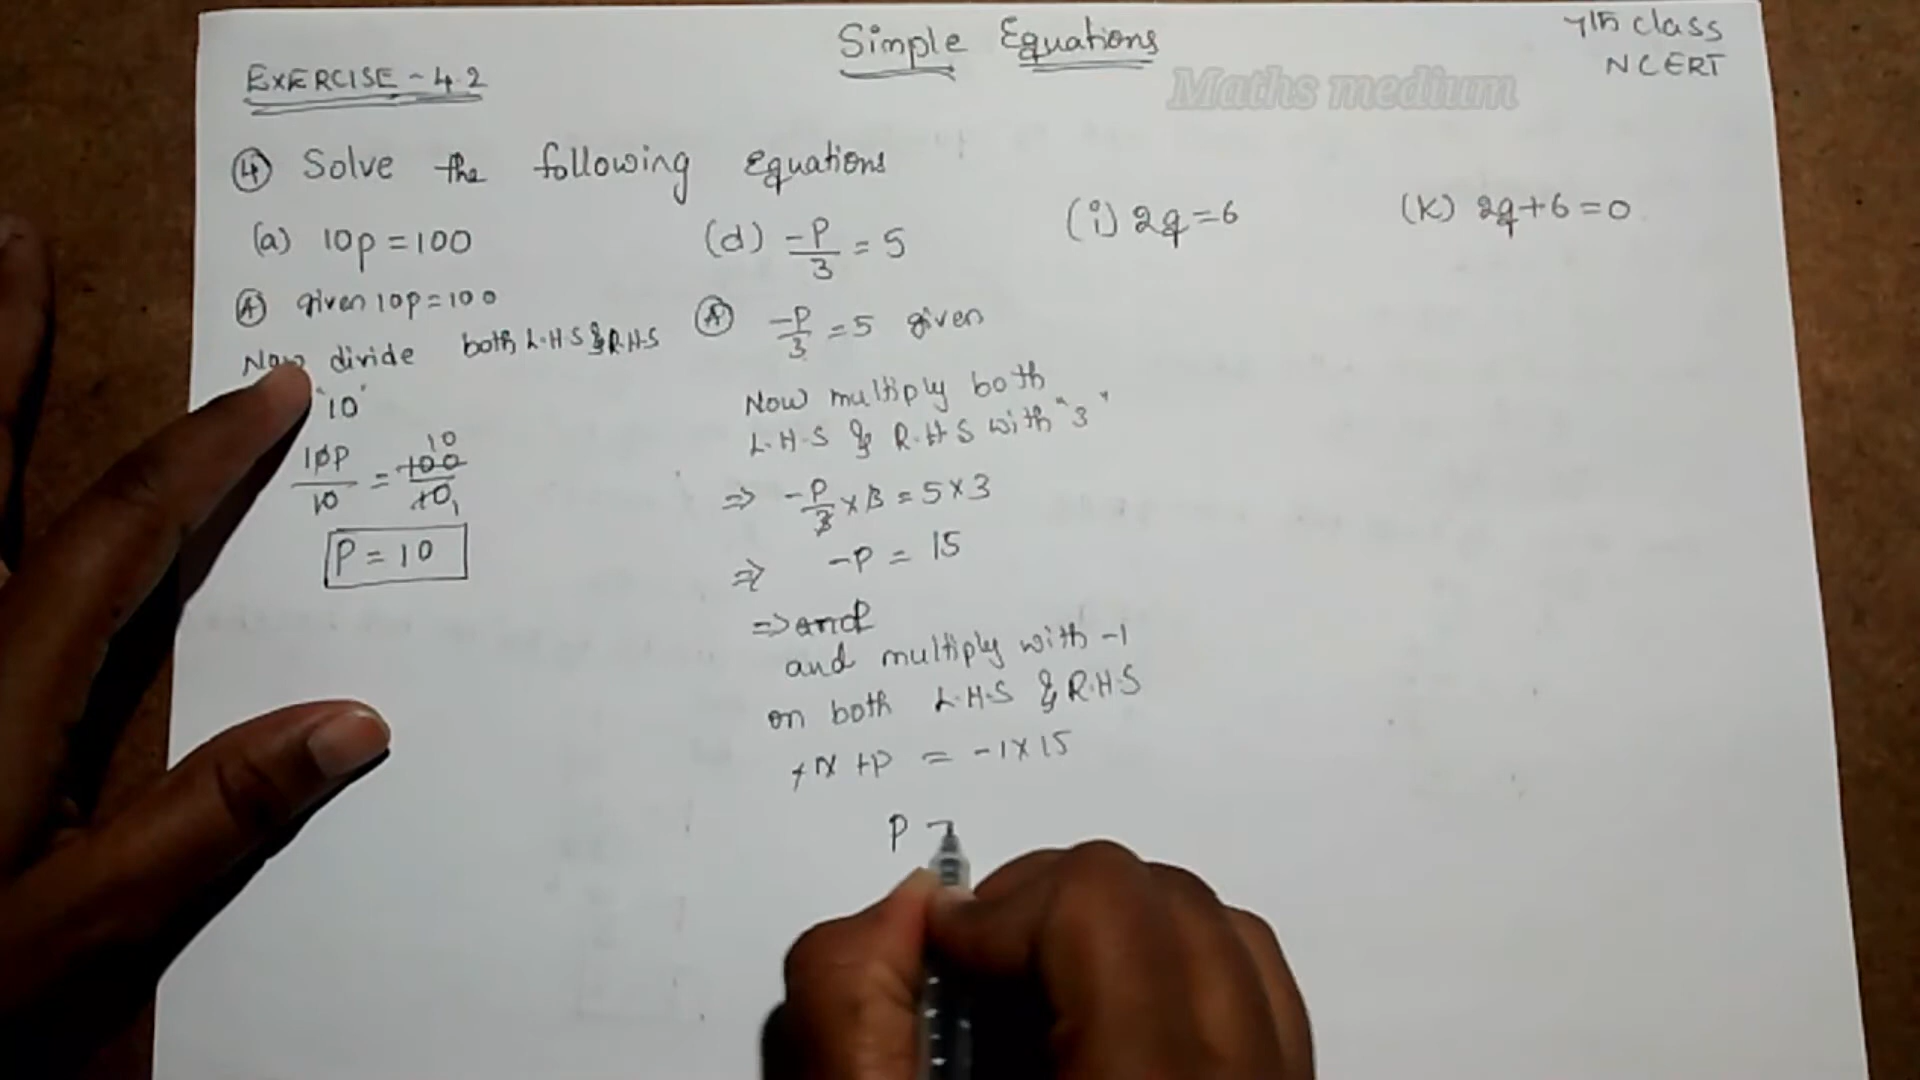 Simple Equations
7th class
NCERT
EXERCISE - 4.2
Maths medium
④ Solve the following Equations
(a) 10p = 100
(d) -P/3 = 5
(i) 2q = 6
(K) 2q + 6 = 0
Ⓐ given 10p = 100
Now divide both L.H.S & R.H.S
"10"
10P/10 = 100/10 10 1
P = 10
Ⓐ -P/3 = 5 given
Now multiply both
L.H.S & R.H.S with "3"
⇒ -P/3 × 3 = 5 × 3
⇒ -P = 15
⇒ and
and multiply with -1
on both L.H.S & R.H.S
+P = -1 × 15
P